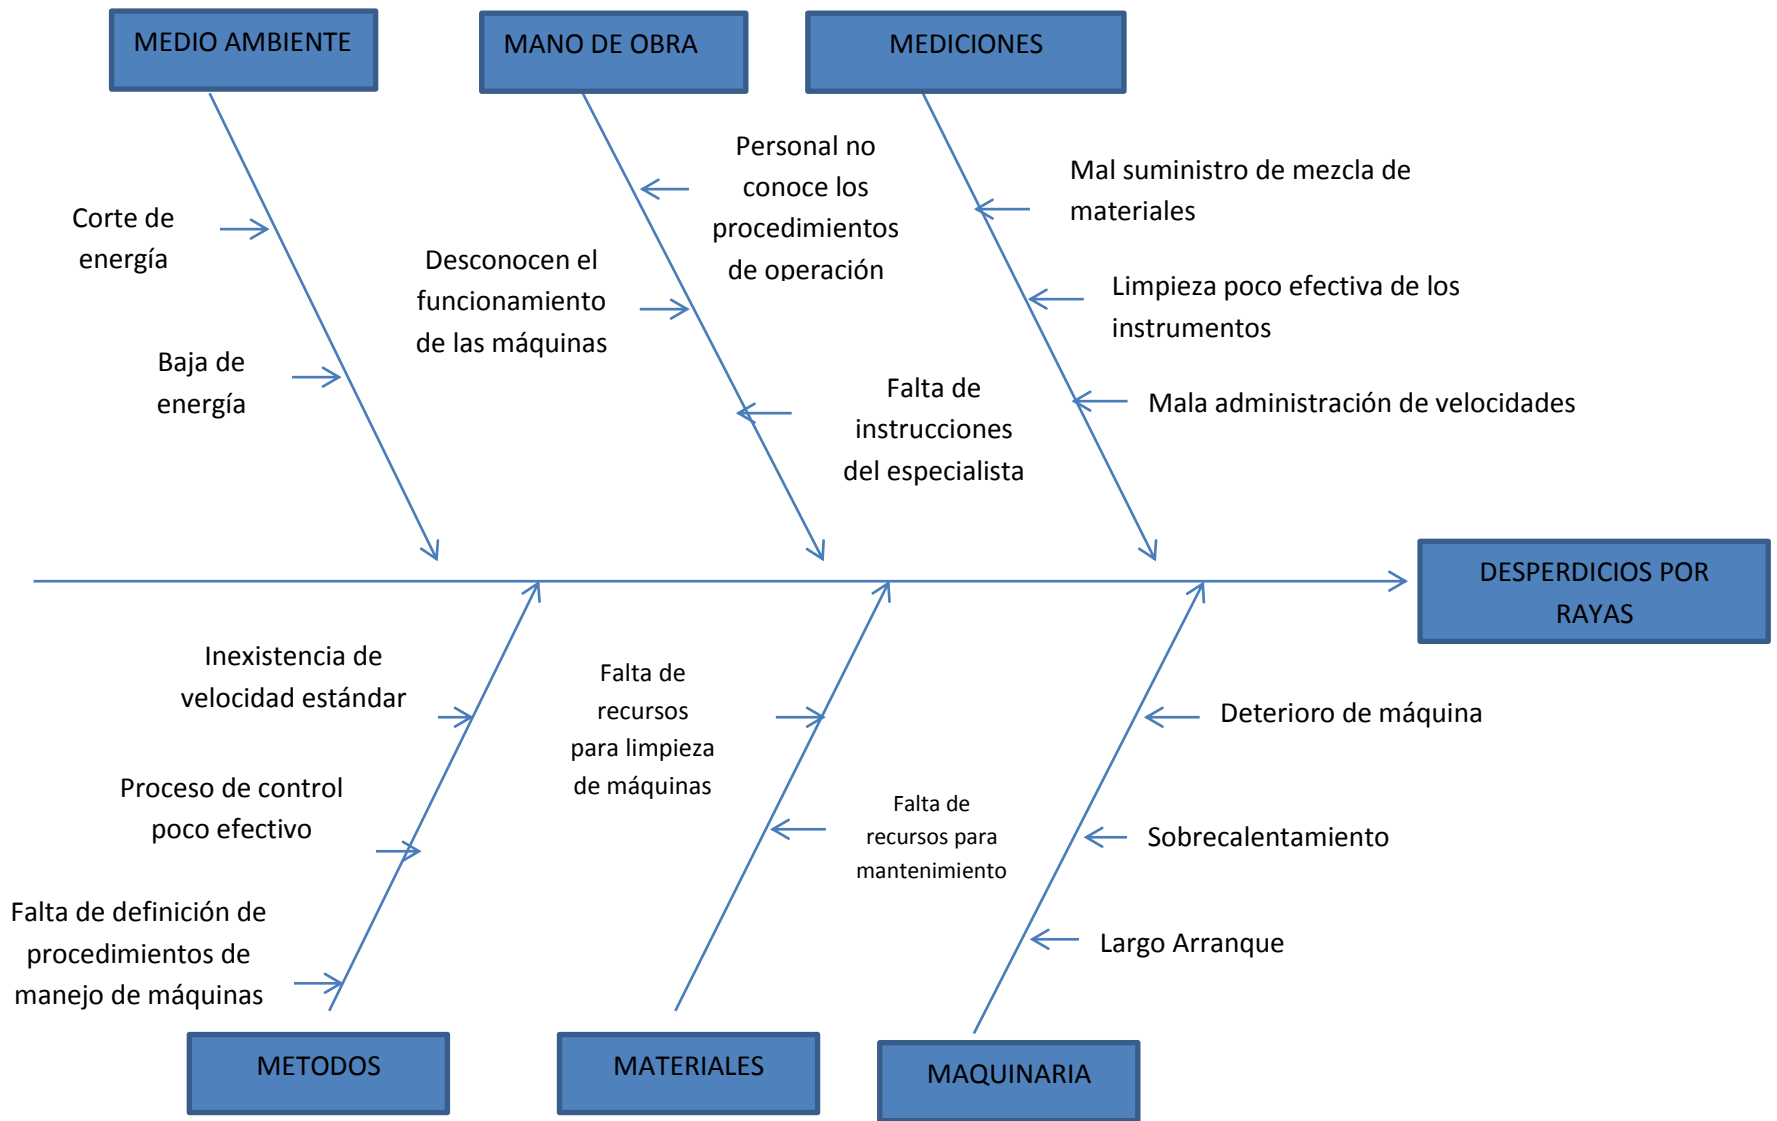 MEDIO AMBIENTE
MANO DE OBRA
MEDICIONES
Corte de
energía
Baja de
energía
Personal no
conoce los
procedimientos
de operación
Desconocen el
funcionamiento
de las máquinas
Falta de
instrucciones
del especialista
Mal suministro de mezcla de
materiales
Limpieza poco efectiva de los
instrumentos
Mala administración de velocidades
DESPERDICIOS POR
RAYAS
Inexistencia de
velocidad estándar
Proceso de control
poco efectivo
Falta de definición de
procedimientos de
manejo de máquinas
Falta de
recursos
para limpieza
de máquinas
Falta de
recursos para
mantenimiento
Deterioro de máquina
Sobrecalentamiento
Largo Arranque
METODOS
MATERIALES
MAQUINARIA